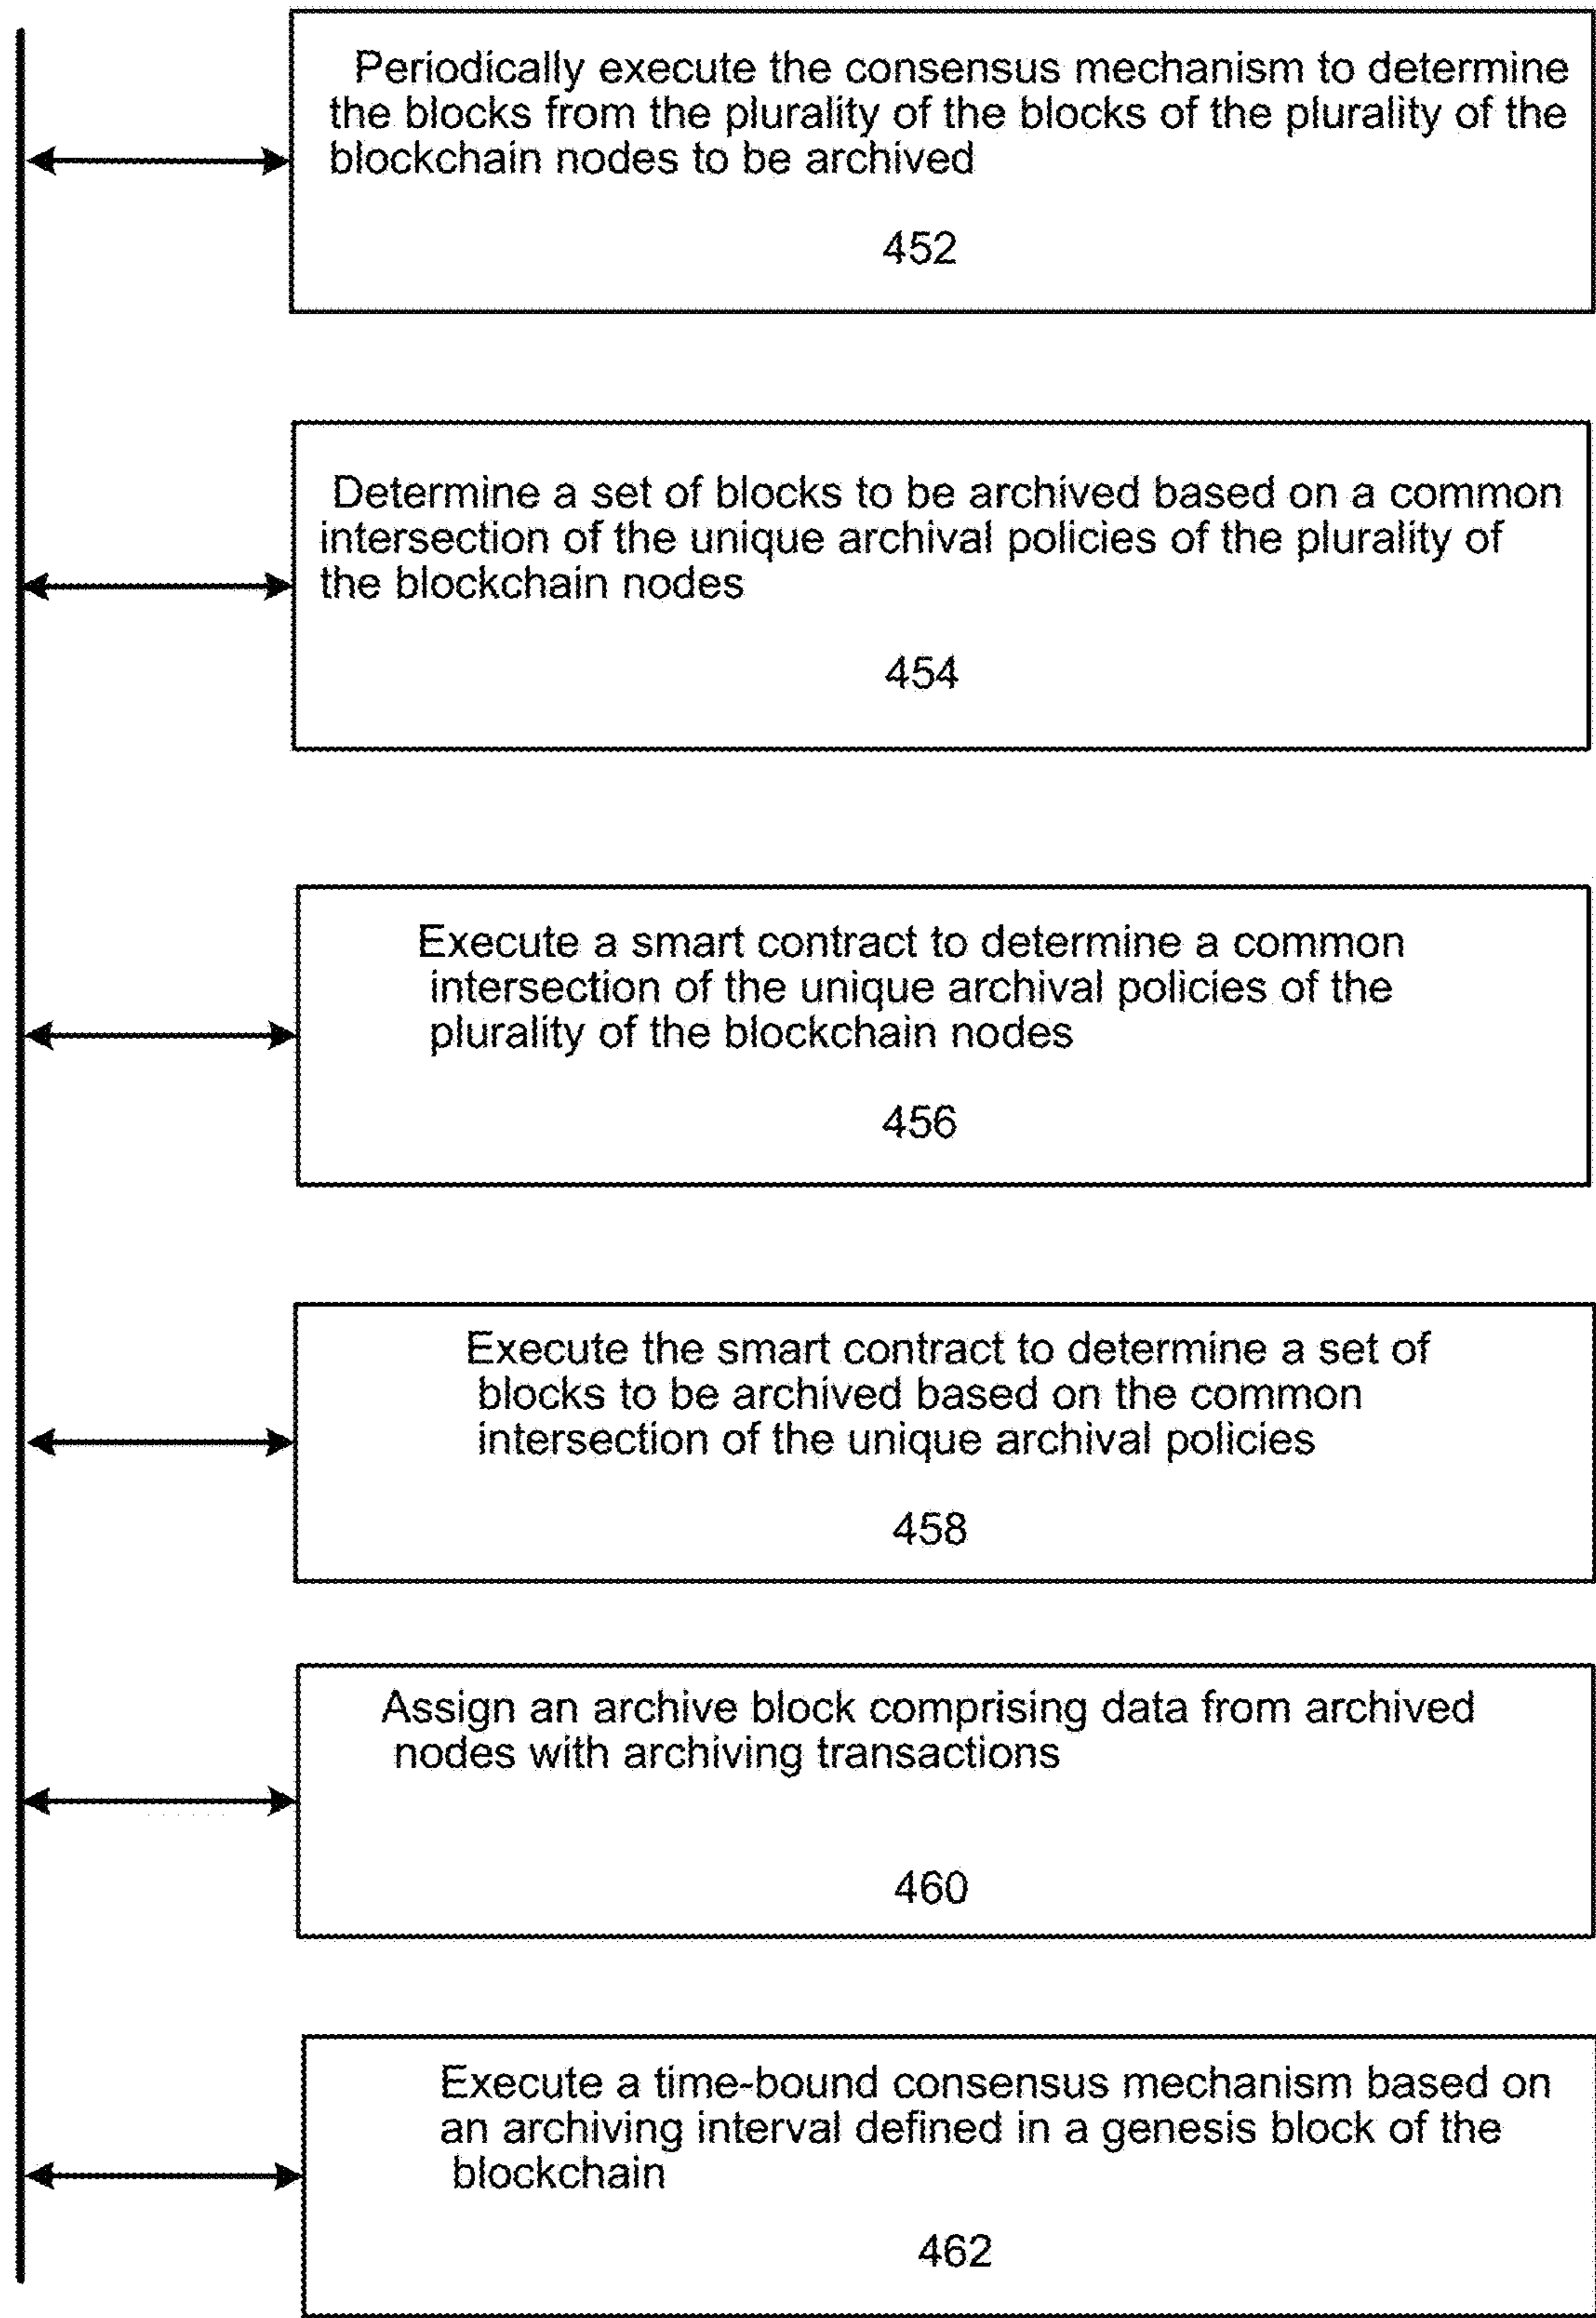 Periodically execute the consensus mechanism to determine
the blocks from the plurality of the blocks of the plurality of the
blockchain nodes to be archived
452
Determine a set of blocks to be archived based on a common
intersection of the unique archival policies of the plurality of
the blockchain nodes
454
Execute a smart contract to determine a common
intersection of the unique archival policies of the
plurality of the blockchain nodes
456
Execute the smart contract to determine a set of
blocks to be archived based on the common
intersection of the unique archival policies
458
Assign an archive block comprising data from archived
nodes with archiving transactions
460
Execute a time-bound consensus mechanism based on
an archiving interval defined in a genesis block of the
blockchain
462